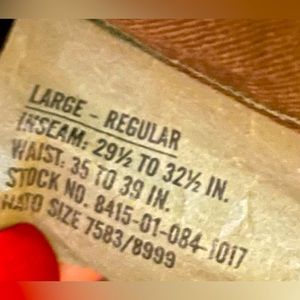 LARGE - REGULAR
INSEAM: 29½ TO 32½ IN.
WAIST. 35 TO 39 IN.
STOCK NO. 8415-01-084-1017
NATO SIZE 7583/8999